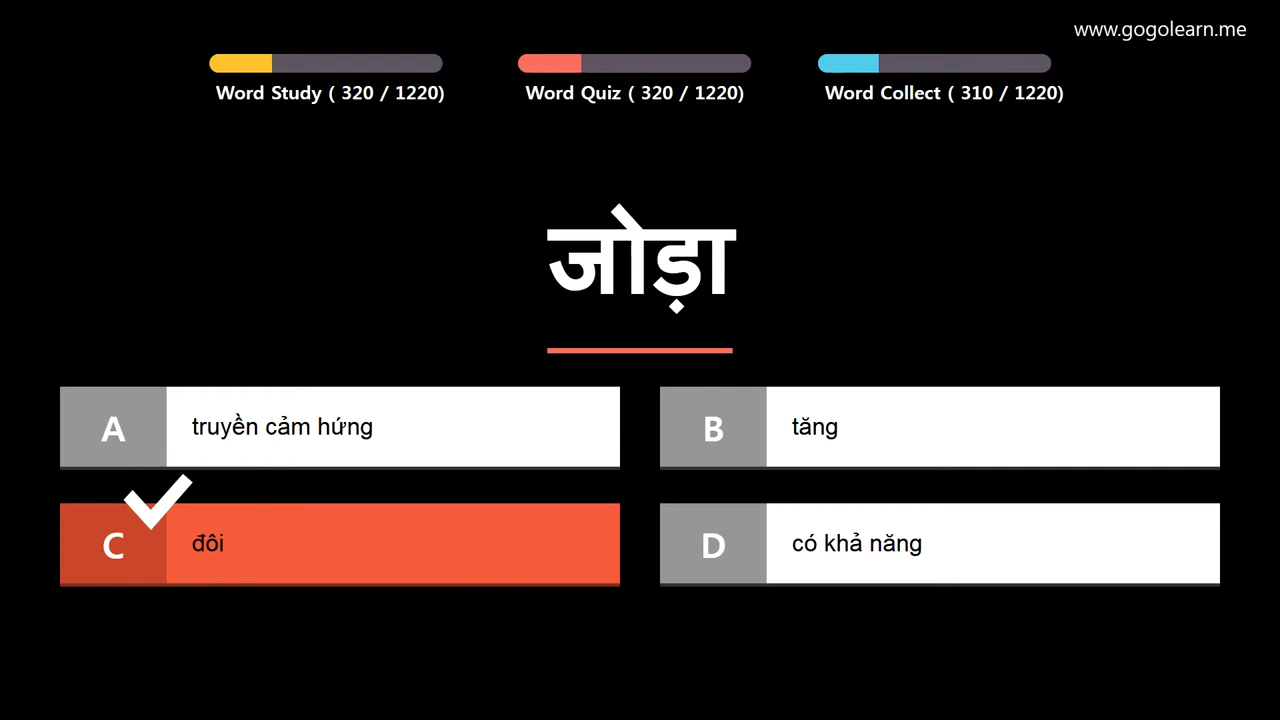 www.gogolearn.me
Word Study ( 320 / 1220)
Word Quiz ( 320 / 1220)
Word Collect ( 310 / 1220)
जोड़ा
A truyền cảm hứng
B tăng
C đôi
D có khả năng